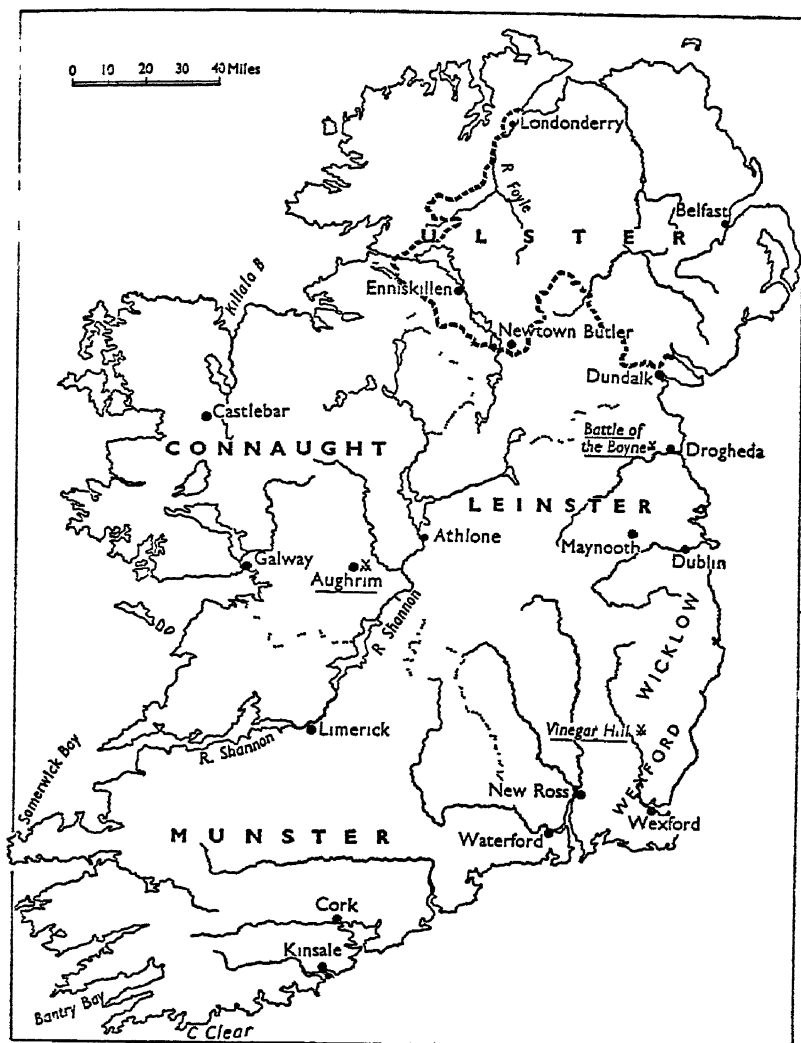 0 10 20 30 40 Miles
Londonderry
R Foyle
Belfast
ULSTER
Enniskillen
Killala B
Newtown Butler
Dundalk
Castlebar
CONNAUGHT
Battle of
the Boyne
Drogheda
LEINSTER
Athlone
Maynooth
Dublin
Galway
Aughrim
R. Shannon
WICKLOW
Limerick
R. Shannon
Vinegar Hill
WEXFORD
Somerwick Bay
New Ross
Wexford
Waterford
MUNSTER
Cork
Kinsale
Bantry Bay
C Clear